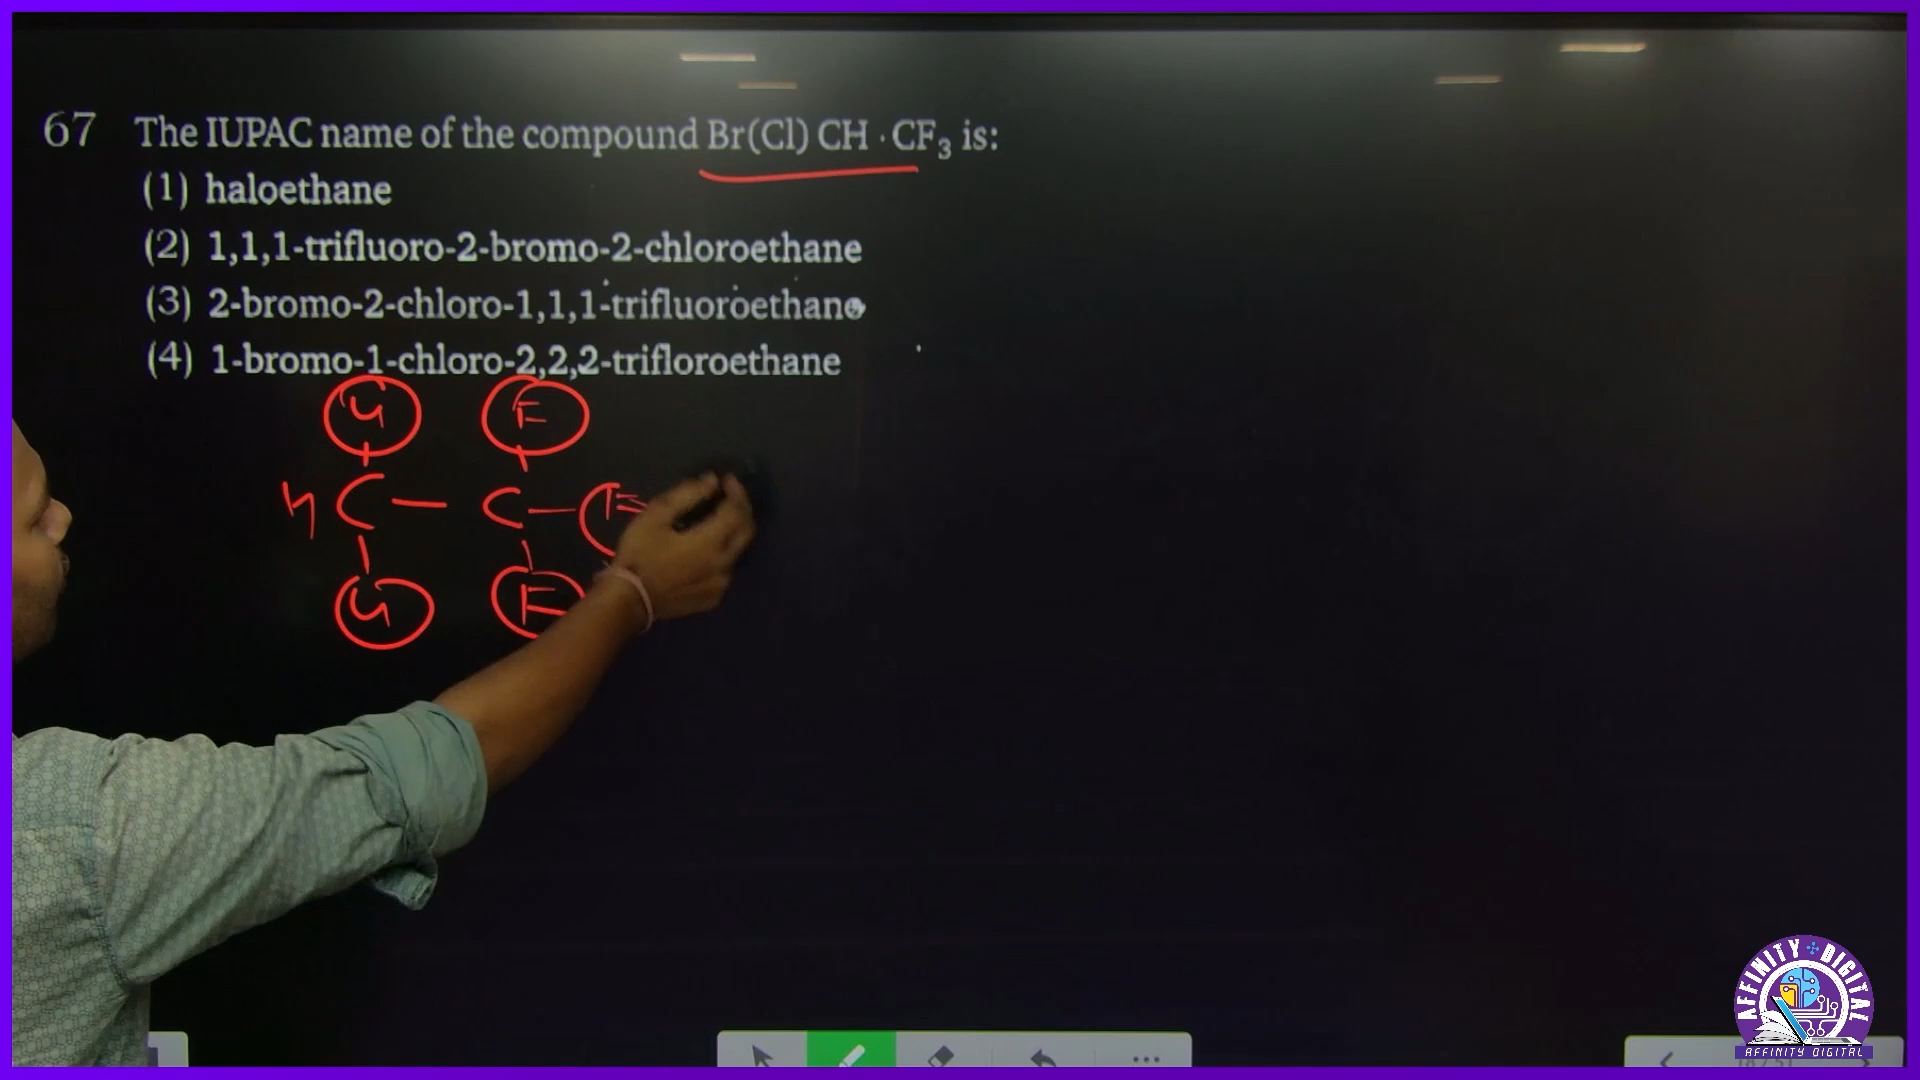 67 The IUPAC name of the compound Br(Cl) CH · CF₃ is:
(1) haloethane
(2) 1,1,1-trifluoro-2-bromo-2-chloroethane
(3) 2-bromo-2-chloro-1,1,1-trifluoroethane
(4) 1-bromo-1-chloro-2,2,2-trifloroethane
F
C — C — F
F
AFFINITY DIGITAL
AFFINITY DIGITAL